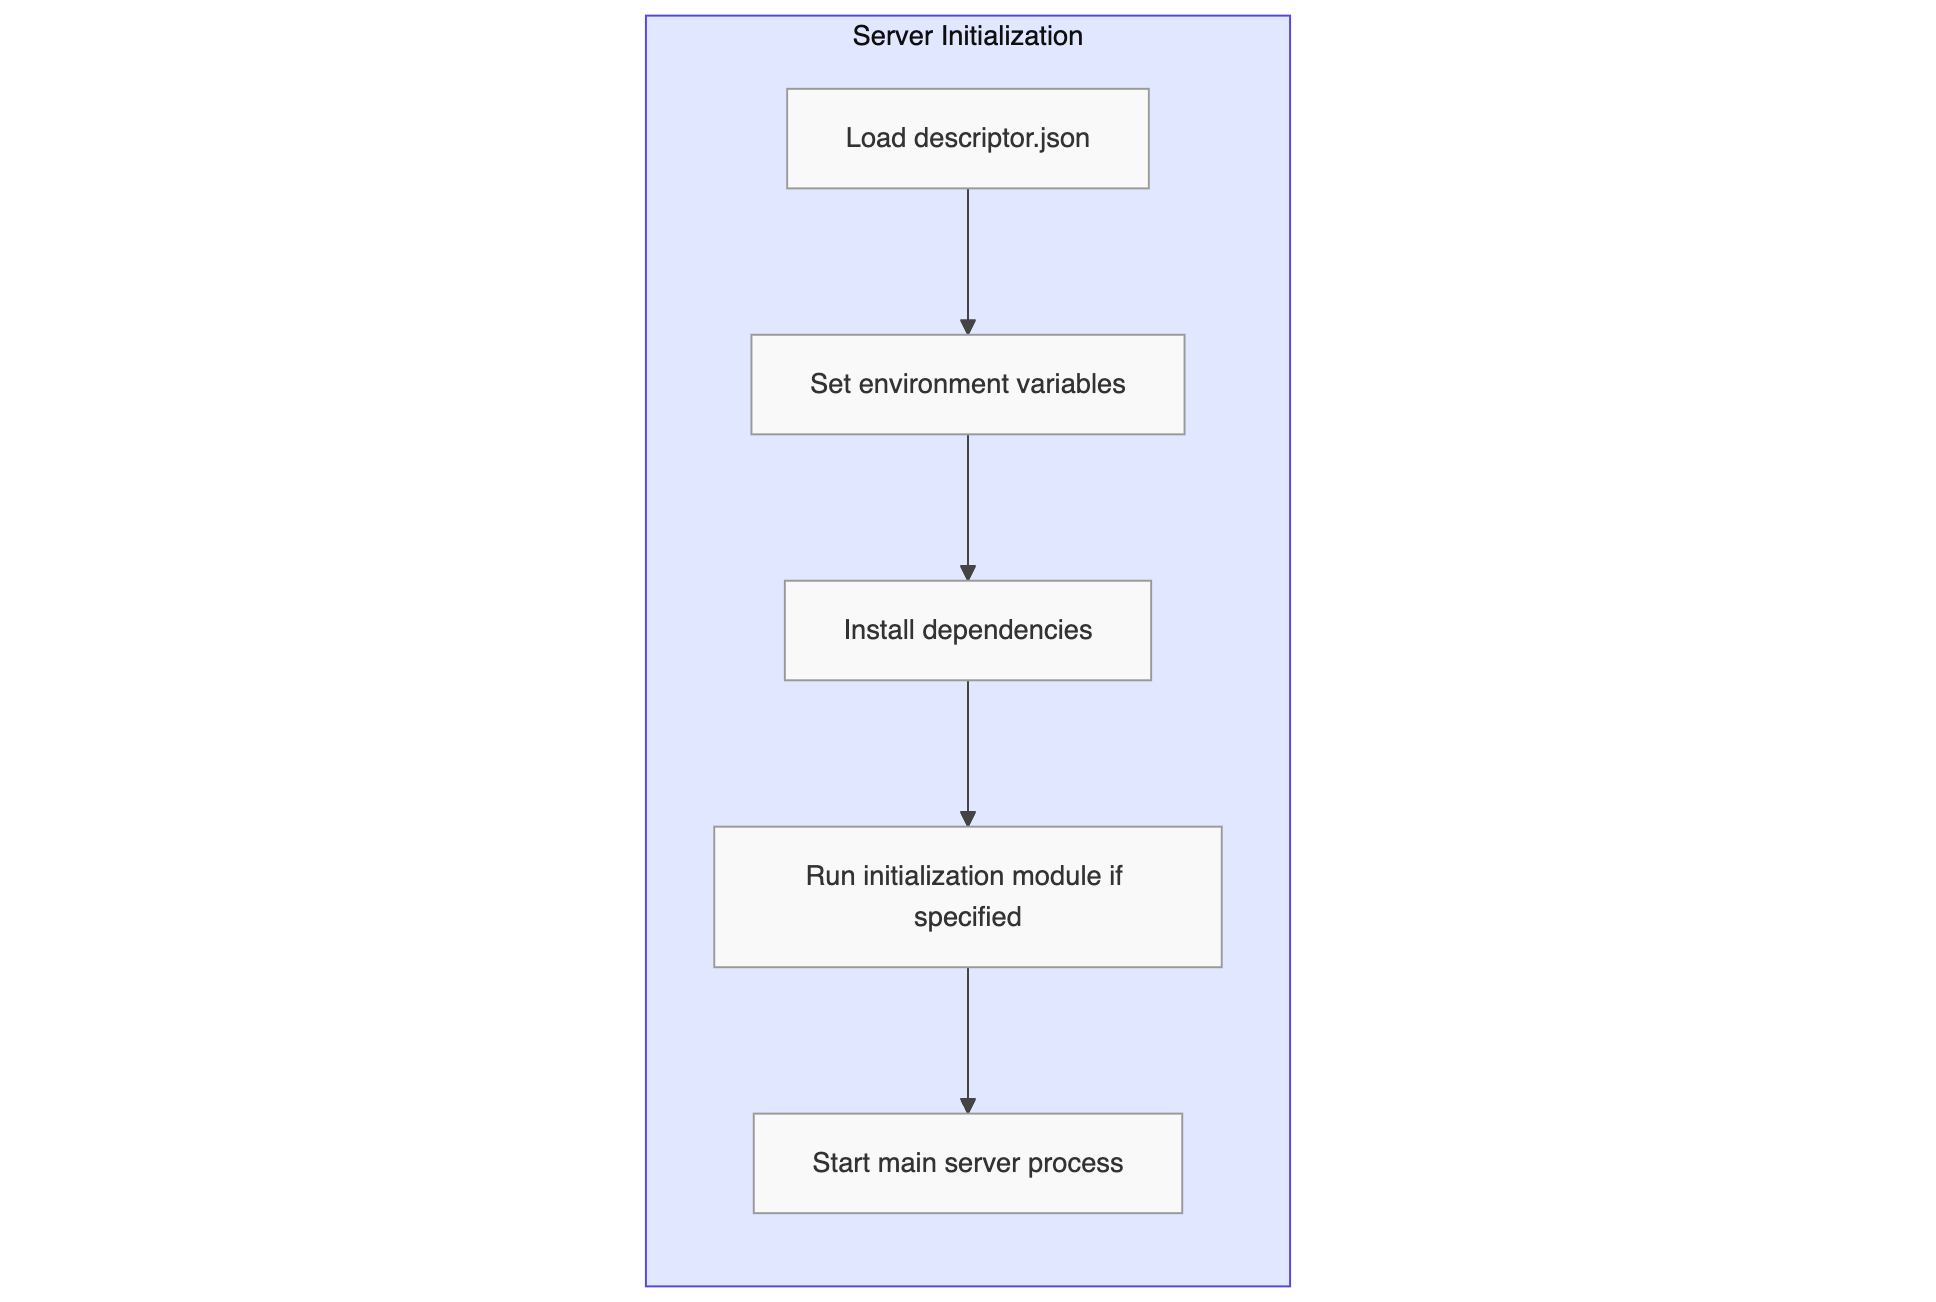 Server Initialization
Load descriptor.json
Set environment variables
Install dependencies
Run initialization module if
specified
Start main server process